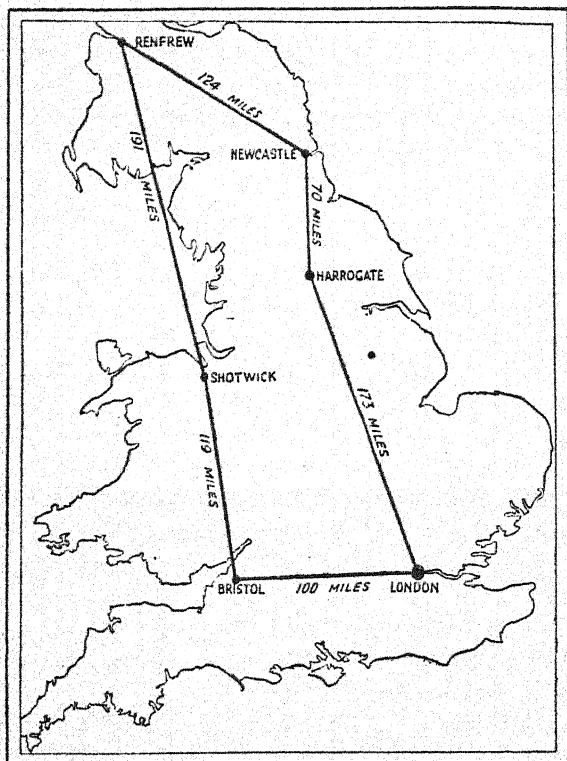 RENFREW
124 MILES
191 MILES
NEWCASTLE
70 MILES
HARROGATE
SHOTWICK
173 MILES
119 MILES
BRISTOL
100 MILES
LONDON